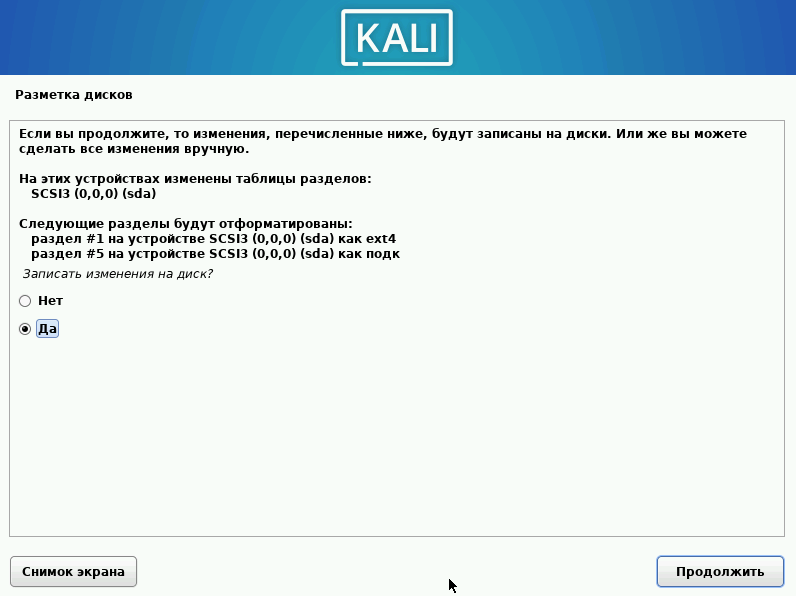 KALI
Разметка дисков
Если вы продолжите, то изменения, перечисленные ниже, будут записаны на диски. Или же вы можете
сделать все изменения вручную.
На этих устройствах изменены таблицы разделов:
SCSI3 (0,0,0) (sda)
Следующие разделы будут отформатированы:
раздел #1 на устройстве SCSI3 (0,0,0) (sda) как ext4
раздел #5 на устройстве SCSI3 (0,0,0) (sda) как подк
Записать изменения на диск?
Нет
Да
Снимок экрана
Продолжить